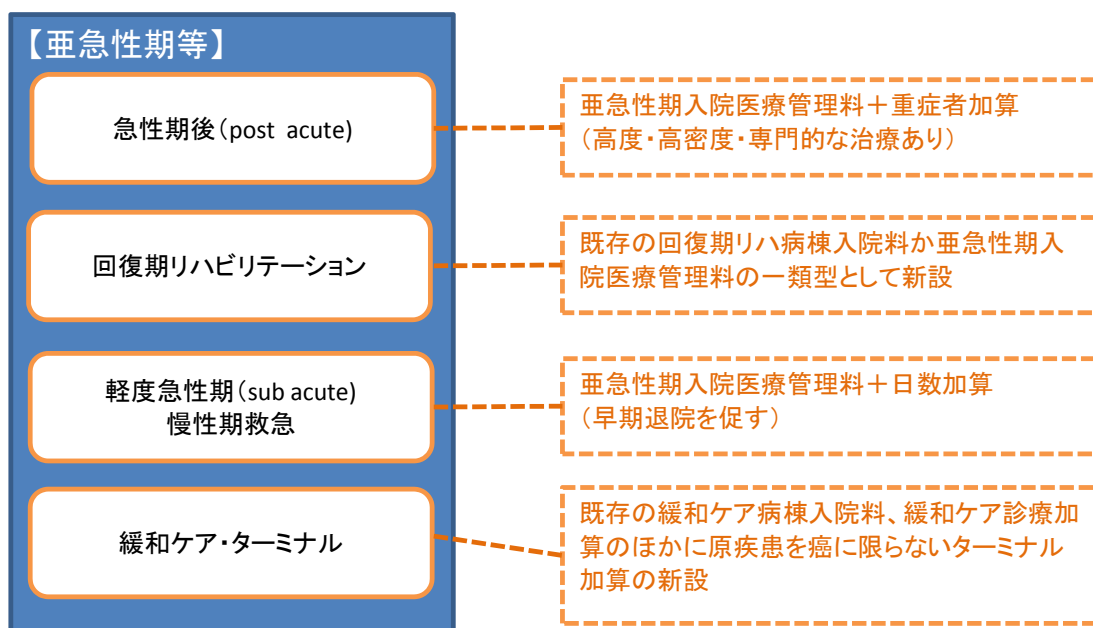 【亜急性期等】
急性期後(post acute)
亜急性期入院医療管理料+重症者加算
(高度・高密度・専門的な治療あり)
回復期リハビリテーション
既存の回復期リハ病棟入院料か亜急性期入
院医療管理料の一類型として新設
軽度急性期(sub acute)
慢性期救急
亜急性期入院医療管理料+日数加算
(早期退院を促す)
緩和ケア・ターミナル
既存の緩和ケア病棟入院料、緩和ケア診療加
算のほかに原疾患を癌に限らないターミナル
加算の新設